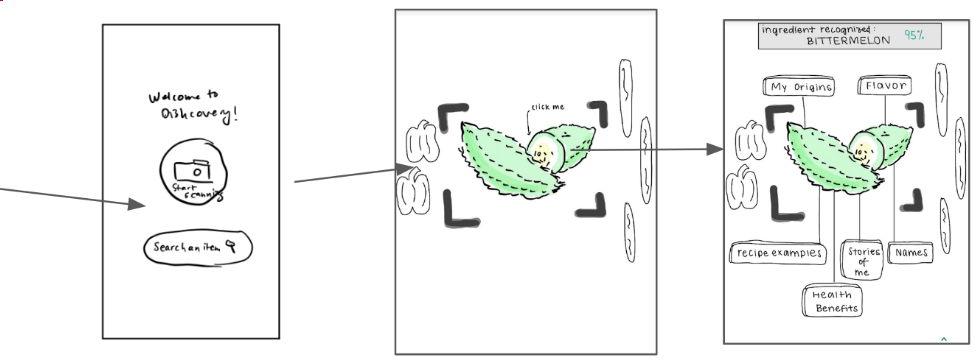 Welcome to
Dishcovery!
Start
scanning
Search an item
click me
ingredient recognized:
BITTERMELON 95%
My Origins
Flavor
recipe examples
Stories
of
me
Names
Health
Benefits